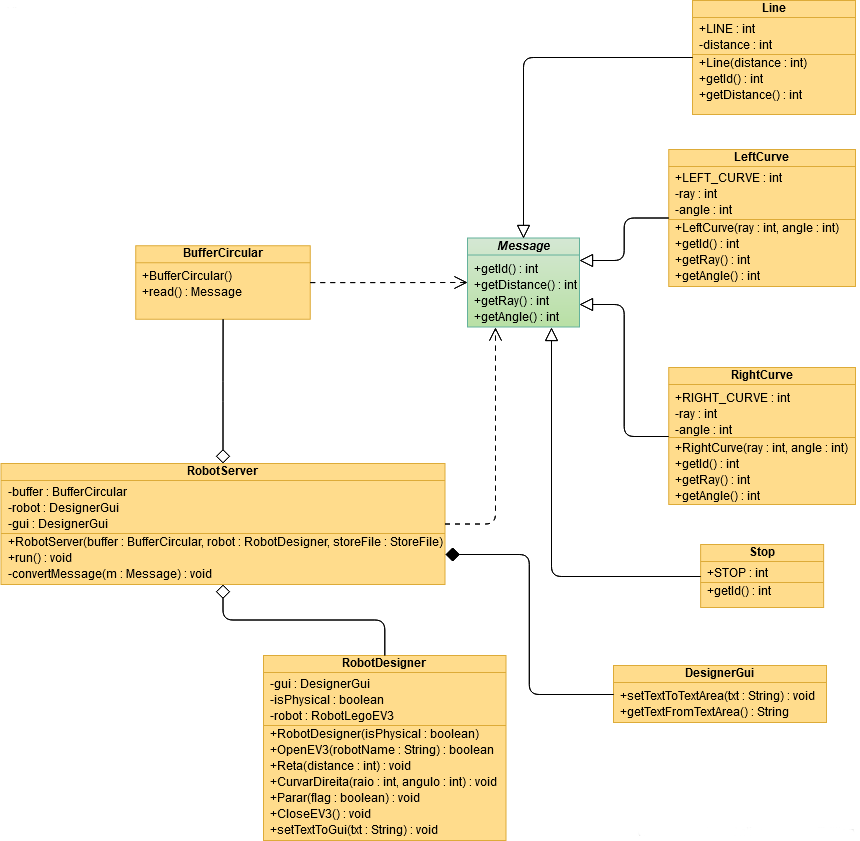 Line
+LINE : int
-distance : int
+Line(distance : int)
+getId() : int
+getDistance() : int
LeftCurve
+LEFT_CURVE : int
-ray : int
-angle : int
+LeftCurve(ray : int, angle : int)
+getId() : int
+getRay() : int
+getAngle() : int
Message
+getId() : int
+getDistance() : int
+getRay() : int
+getAngle() : int
BufferCircular
+BufferCircular()
+read() : Message
RightCurve
+RIGHT_CURVE : int
-ray : int
-angle : int
+RightCurve(ray : int, angle : int)
+getId() : int
+getRay() : int
+getAngle() : int
RobotServer
-buffer : BufferCircular
-robot : DesignerGui
-gui : DesignerGui
+RobotServer(buffer : BufferCircular, robot : RobotDesigner, storeFile : StoreFile)
+run() : void
-convertMessage(m : Message) : void
Stop
+STOP : int
+getId() : int
RobotDesigner
-gui : DesignerGui
-isPhysical : boolean
-robot : RobotLegoEV3
+RobotDesigner(isPhysical : boolean)
+OpenEV3(robotName : String) : boolean
+Reta(distance : int) : void
+CurvarDireita(raio : int, angulo : int) : void
+Parar(flag : boolean) : void
+CloseEV3() : void
+setTextToGui(txt : String) : void
DesignerGui
+setTextToTextArea(txt : String) : void
+getTextFromTextArea() : String